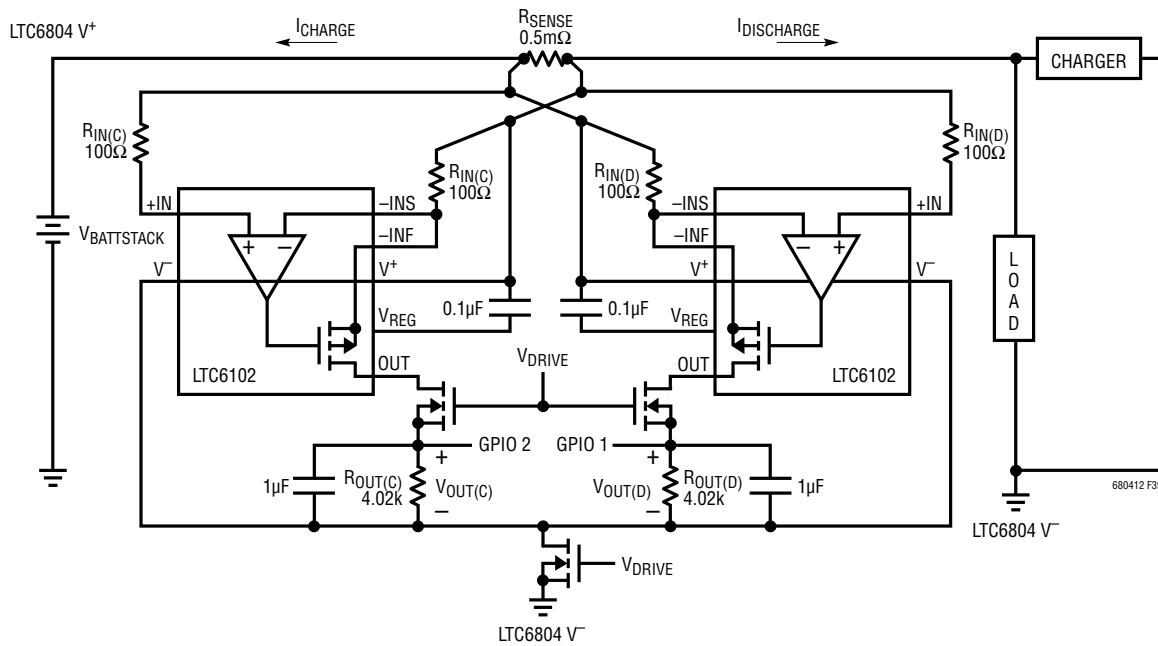 LTC6804 V+
ICHARGE
RSENSE
0.5mΩ
IDISCHARGE
CHARGER
RIN(C)
100Ω
RIN(C)
100Ω
RIN(D)
100Ω
RIN(D)
100Ω
+IN
–INS
–INF
V+
V–
VREG
OUT
+
–
LTC6102
VBATTSTACK
0.1µF
0.1µF
–INS
–INF
V+
VREG
OUT
+IN
V–
–
+
LTC6102
LOAD
VDRIVE
GPIO 2
GPIO 1
1µF
ROUT(C)
4.02k
+
VOUT(C)
–
+
VOUT(D)
–
ROUT(D)
4.02k
1µF
VDRIVE
LTC6804 V–
LTC6804 V–